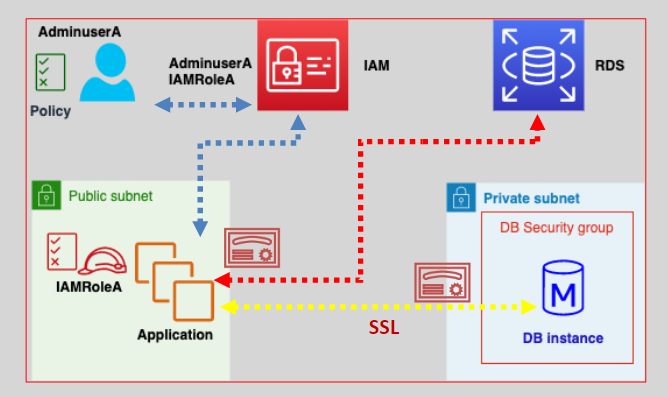 AdminuserA
Policy
AdminuserA
IAMRoleA
IAM
RDS
Public subnet
IAMRoleA
Application
SSL
Private subnet
DB Security group
M
DB instance